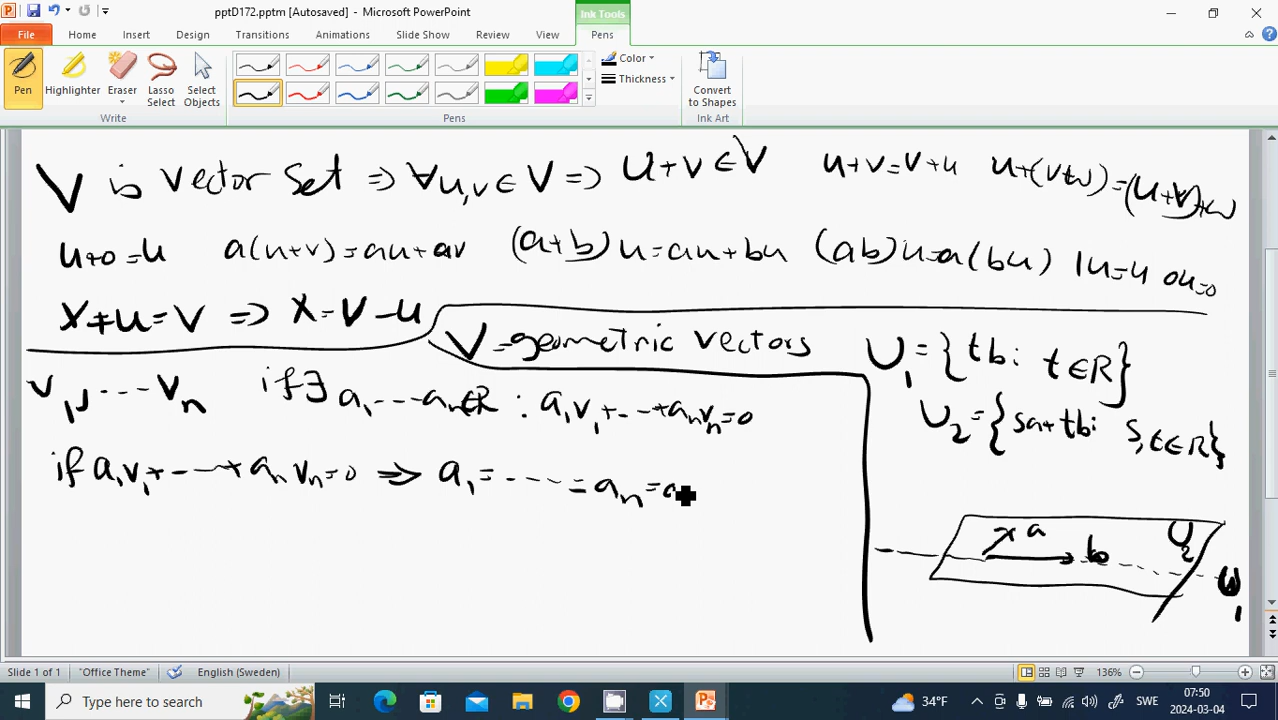 pptD172.pptm [Autosaved] - Microsoft PowerPoint
Ink Tools
File Home Insert Design Transitions Animations Slide Show Review View Pens
Pen Highlighter Eraser Lasso Select Select Objects
Color
Thickness
Convert to Shapes
Write Pens Ink Art
V is vector set ⇒ ∀u,v∈V ⇒ u+v∈V u+v=v+u u+(v+w)=(u+v)+w
u+0=u a(u+v)=au+av (a+b)u=au+bu (ab)u=a(bu) 1u=u 0u=0
x+u=v ⇒ x=v-u
V=geometric vectors
U₁={tb: t∈R}
v₁,...vₙ if ∃ a₁...aₙ∈R : a₁v₁+...+aₙvₙ=0
U₂={sa+tb: s,t∈R}
if a₁v₁+...+aₙvₙ=0 ⇒ a₁=....=aₙ=
a b U₂
U₁
Slide 1 of 1 "Office Theme" English (Sweden) 136%
Type here to search 34°F SWE 07:50
2024-03-04